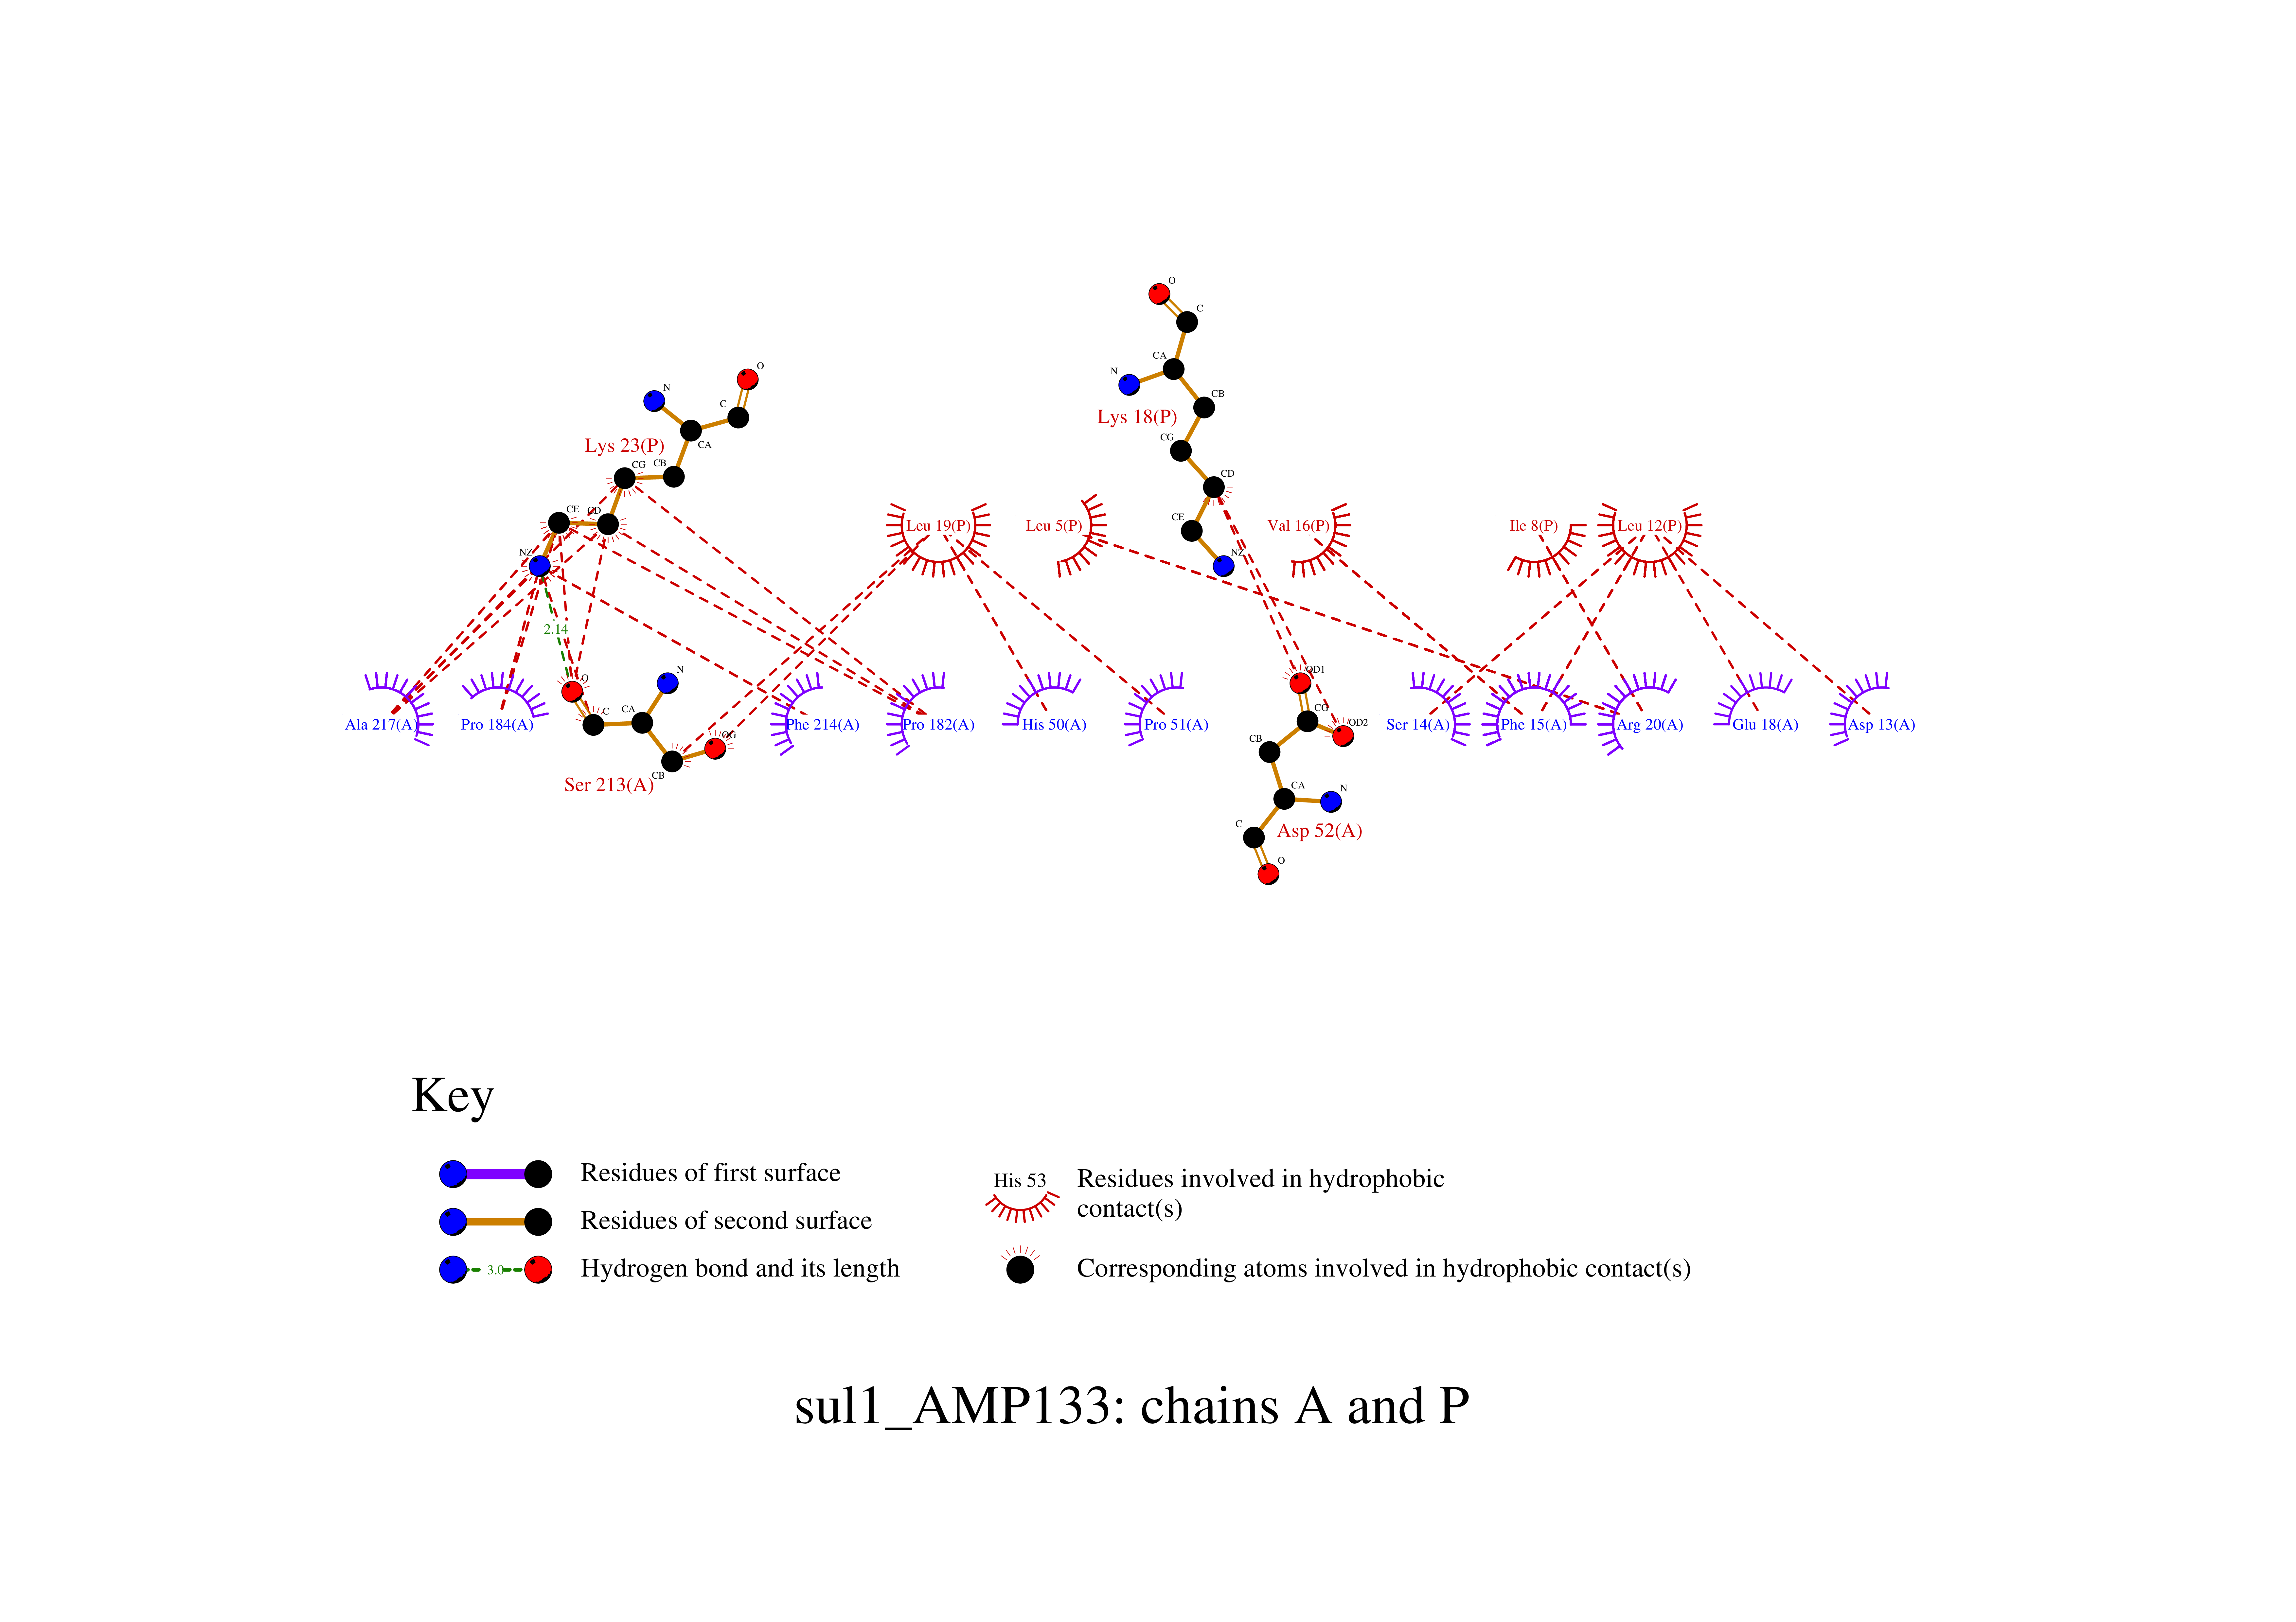 O
C
CA
N
CB
Lys 18(P)
CG
CD
CE
NZ
O
N
C
CA
Lys 23(P)
CG
CB
CE
CD
NZ
2.14
Leu 19(P)
Leu 5(P)
Val 16(P)
Ile 8(P)
Leu 12(P)
Ala 217(A)
Pro 184(A)
O
C
CA
N
OG
CB
Ser 213(A)
Phe 214(A)
Pro 182(A)
His 50(A)
Pro 51(A)
OD1
CG
OD2
CB
CA
N
C
Asp 52(A)
O
Ser 14(A)
Phe 15(A)
Arg 20(A)
Glu 18(A)
Asp 13(A)
Key
Residues of first surface
Residues of second surface
3.0
Hydrogen bond and its length
His 53
Residues involved in hydrophobic
contact(s)
Corresponding atoms involved in hydrophobic contact(s)
sul1_AMP133: chains A and P